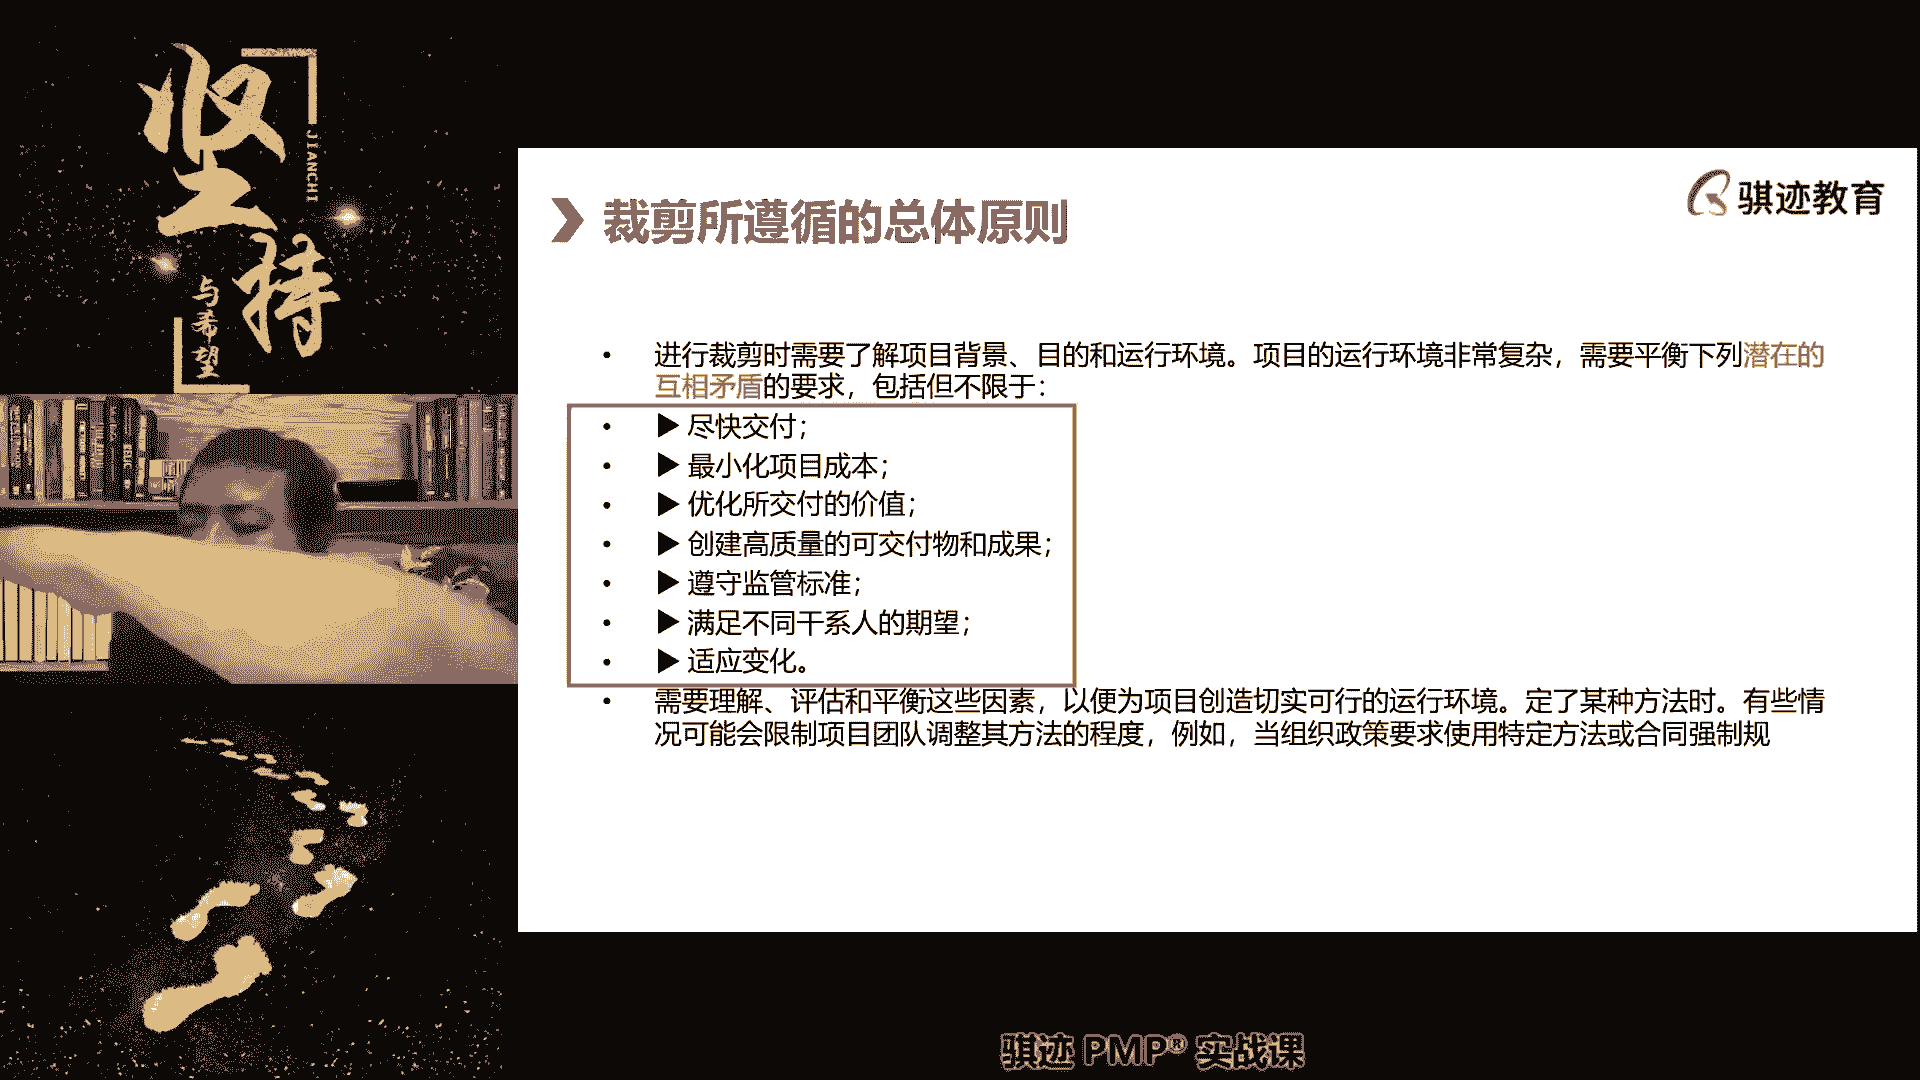 坚持
JIANCHI
与希望
骐迹教育
裁剪所遵循的总体原则
• 进行裁剪时需要了解项目背景、目的和运行环境。项目的运行环境非常复杂，需要平衡下列潜在的
互相矛盾的要求，包括但不限于：
• ▶ 尽快交付；
• ▶ 最小化项目成本；
• ▶ 优化所交付的价值；
• ▶ 创建高质量的可交付物和成果；
• ▶ 遵守监管标准；
• ▶ 满足不同干系人的期望；
• ▶ 适应变化。
• 需要理解、评估和平衡这些因素，以便为项目创造切实可行的运行环境。定了某种方法时。有些情
况可能会限制项目团队调整其方法的程度，例如，当组织政策要求使用特定方法或合同强制规
骐迹 PMP® 实战课